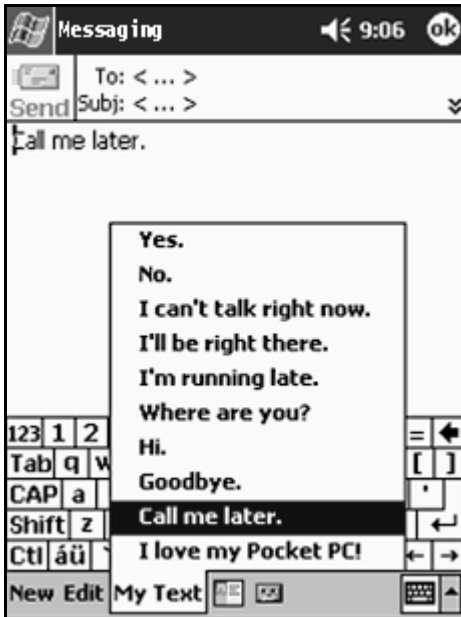 Messaging
9:06 ok
To: < ... >
Send
Subj: < ... >
Call me later.
Yes.
No.
I can't talk right now.
I'll be right there.
I'm running late.
Where are you?
Hi.
Goodbye.
Call me later.
I love my Pocket PC!
123 1 2 =
Tab q w [ ]
CAP a '
Shift z
Ctl áü `
New Edit My Text